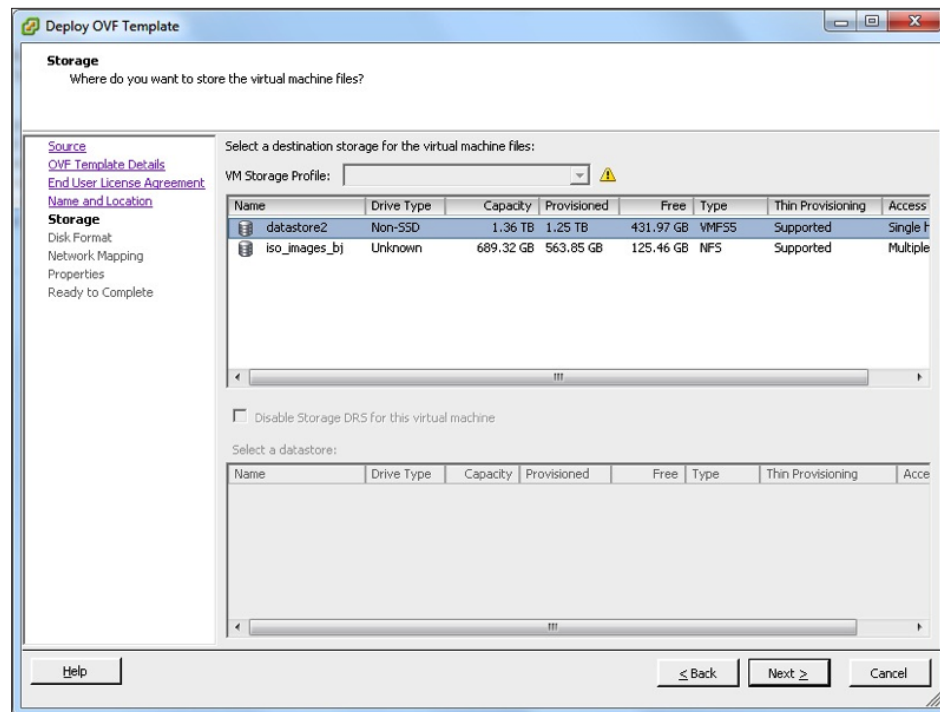 Deploy OVF Template
Storage
Where do you want to store the virtual machine files?
Source
OVF Template Details
End User License Agreement
Name and Location
Storage
Disk Format
Network Mapping
Properties
Ready to Complete
Select a destination storage for the virtual machine files:
VM Storage Profile:
Name Drive Type Capacity Provisioned Free Type Thin Provisioning Access
datastore2 Non-SSD 1.36 TB 1.25 TB 431.97 GB VMFS5 Supported Single h
iso_images_bj Unknown 689.32 GB 563.85 GB 125.46 GB NFS Supported Multiple
Disable Storage DRS for this virtual machine
Select a datastore:
Name Drive Type Capacity Provisioned Free Type Thin Provisioning Acce
Help
< Back
Next >
Cancel